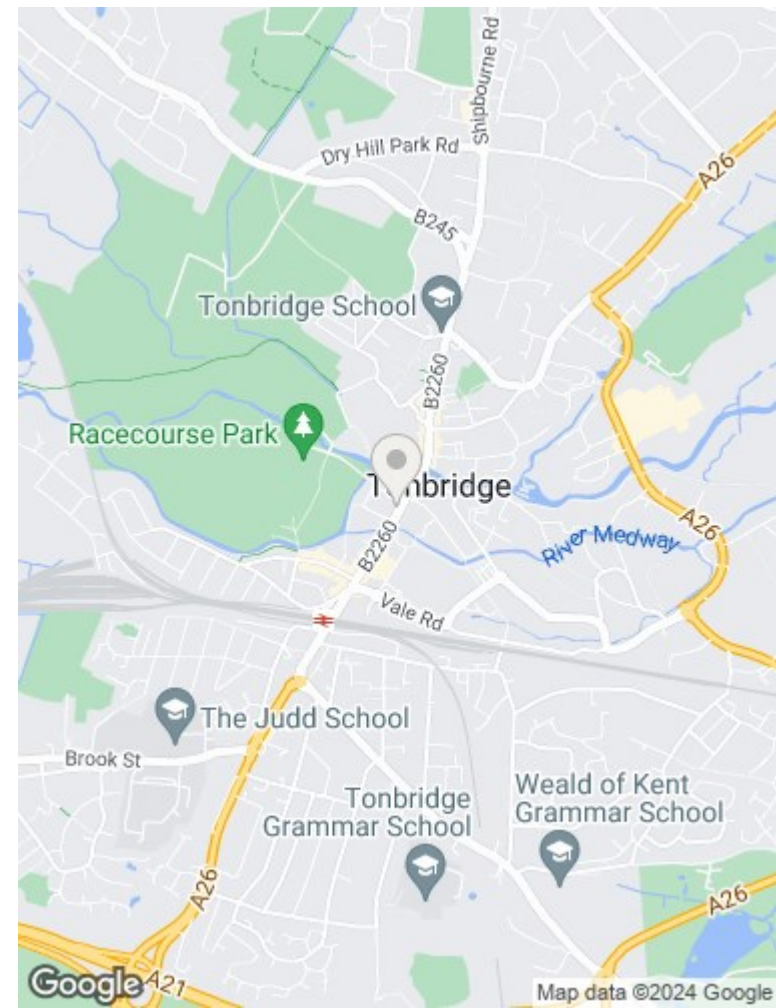 Shipbourne Rd
Dry Hill Park Rd
A26
B245
Tonbridge School
B2260
Racecourse Park
Tonbridge
A26
River Medway
B2260
Vale Rd
The Judd School
Brook St
Weald of Kent
Grammar School
Tonbridge
Grammar School
A26
A26
A21
Google
Map data ©2024 Google